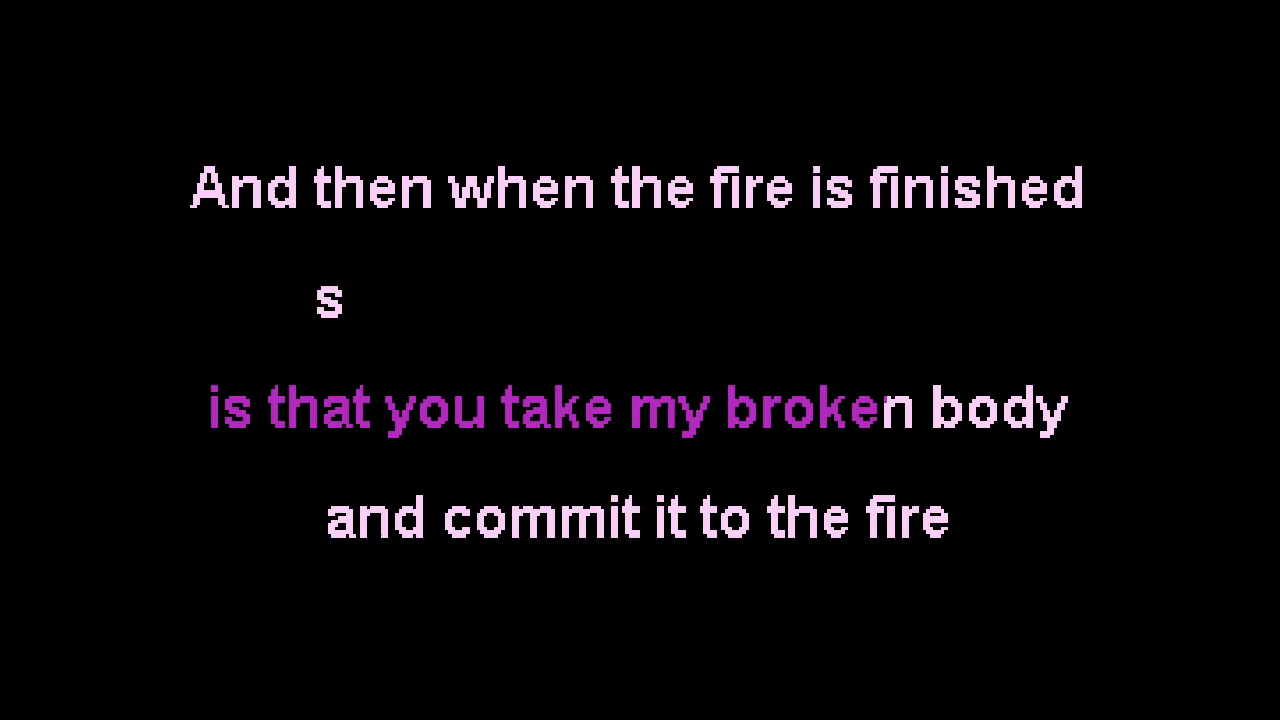 And then when the fire is finished
s
is that you take my broken body
and commit it to the fire